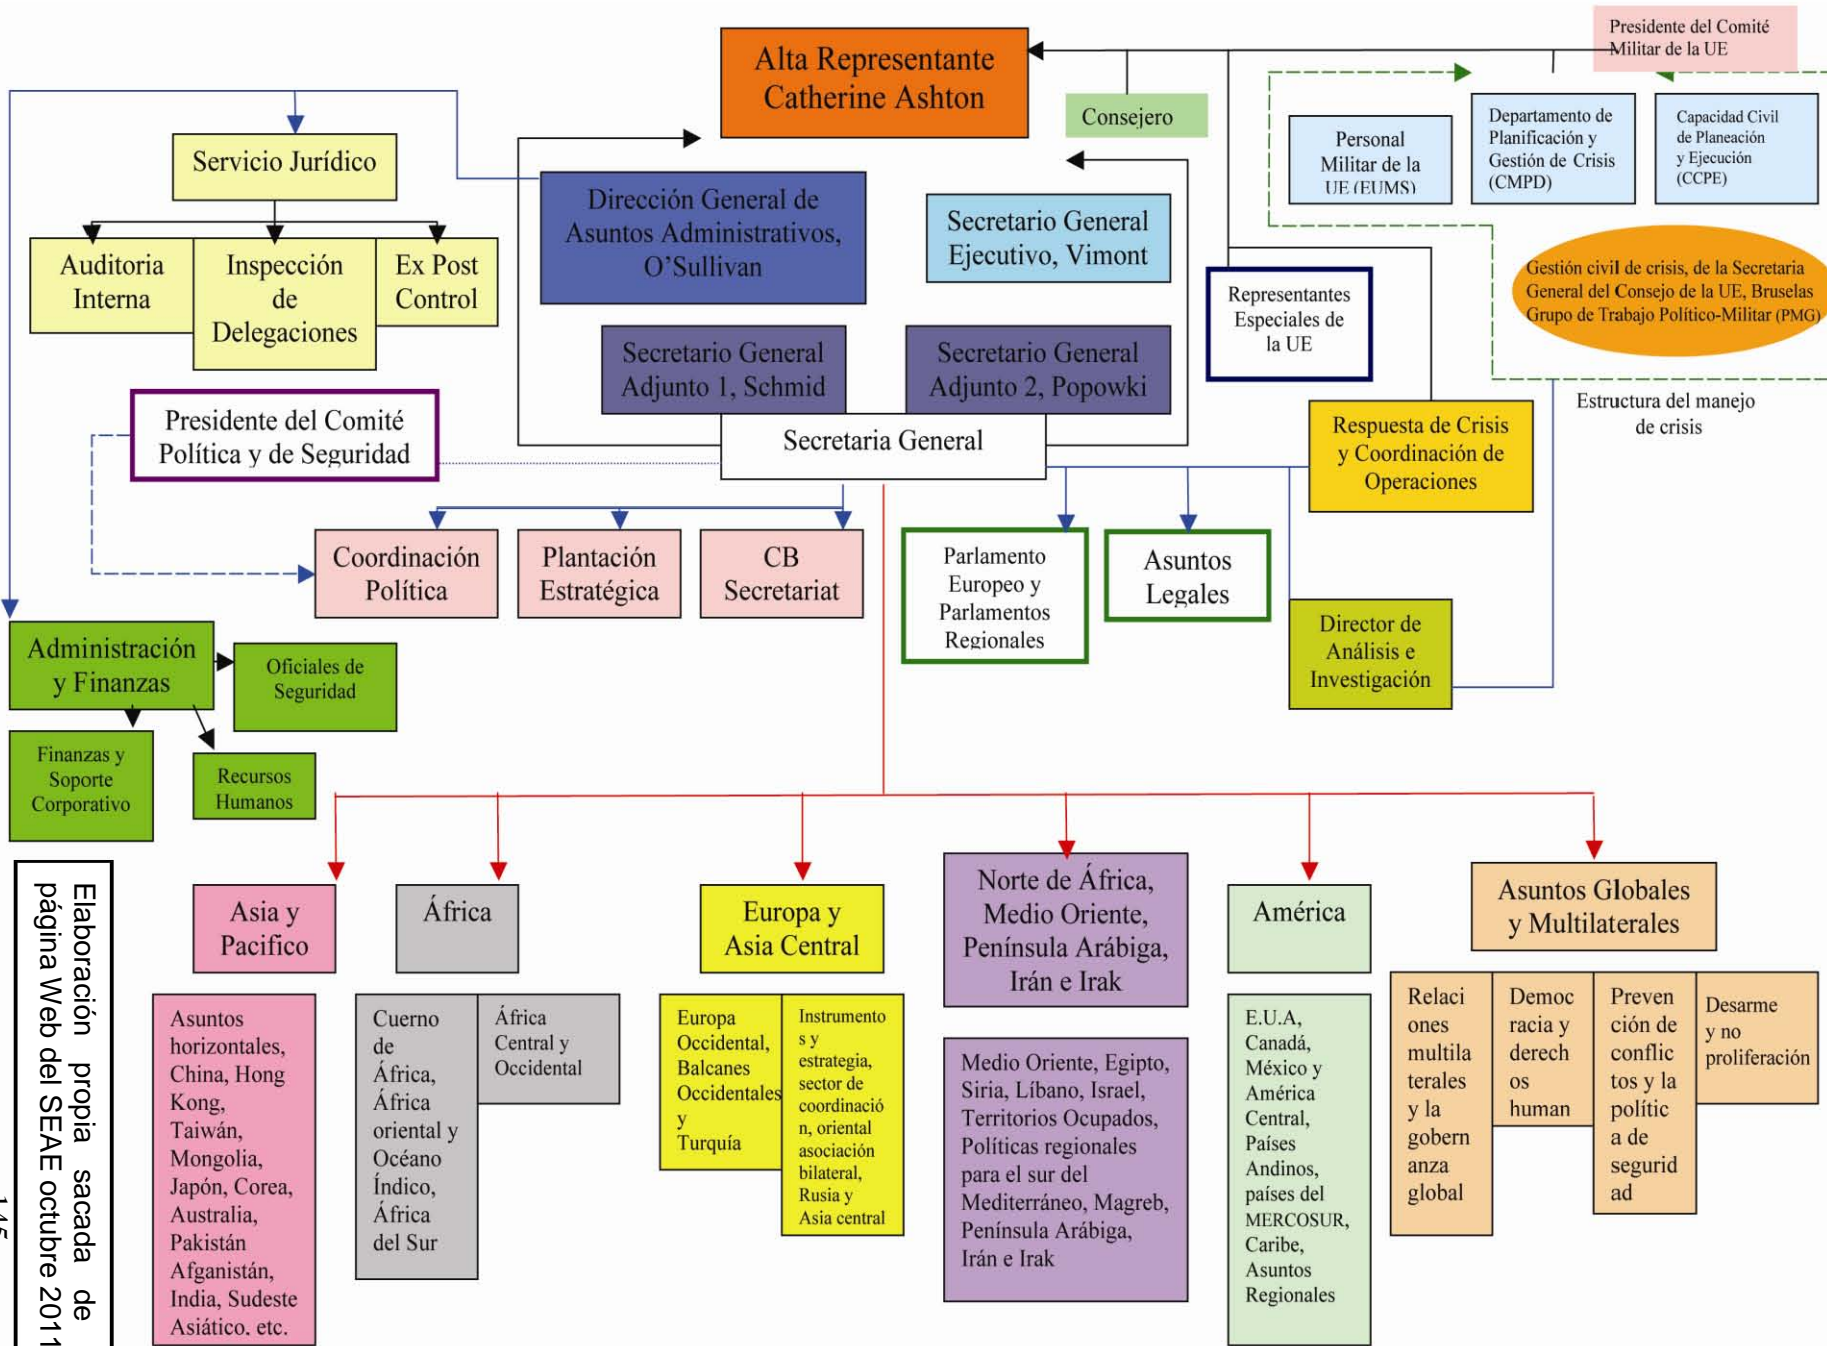 Presidente del Comité
Militar de la UE
Alta Representante
Catherine Ashton
Consejero
Personal
Militar de la
UE (EUMS)
Departamento de
Planificación y
Gestión de Crisis
(CMPD)
Capacidad Civil
de Planeación
y Ejecución
(CCPE)
Servicio Jurídico
Dirección General de
Asuntos Administrativos,
O'Sullivan
Secretario General
Ejecutivo, Vimont
Auditoria
Interna
Inspección
de
Delegaciones
Ex Post
Control
Representantes
Especiales de
la UE
Gestión civil de crisis, de la Secretaria
General del Consejo de la UE, Bruselas
Grupo de Trabajo Político-Militar (PMG)
Secretario General
Adjunto 1, Schmid
Secretario General
Adjunto 2, Popowki
Estructura del manejo
de crisis
Presidente del Comité
Política y de Seguridad
Secretaria General
Respuesta de Crisis
y Coordinación de
Operaciones
Coordinación
Política
Plantación
Estratégica
CB
Secretariat
Parlamento
Europeo y
Parlamentos
Regionales
Asuntos
Legales
Director de
Análisis e
Investigación
Administración
y Finanzas
Oficiales de
Seguridad
Finanzas y
Soporte
Corporativo
Recursos
Humanos
Asia y
Pacifico
África
Europa y
Asia Central
Norte de África,
Medio Oriente,
Península Arábiga,
Irán e Irak
América
Asuntos Globales
y Multilaterales
Asuntos
horizontales,
China, Hong
Kong,
Taiwán,
Mongolia,
Japón, Corea,
Australia,
Pakistán
Afganistán,
India, Sudeste
Asiático, etc.
Cuerno
de
África,
África
oriental y
Océano
Índico,
África
del Sur
África
Central y
Occidental
Europa
Occidental,
Balcanes
Occidentales
y
Turquía
Instrumento
s y
estrategia,
sector de
coordinació
n, oriental
asociación
bilateral,
Rusia y
Asia central
Medio Oriente, Egipto,
Siria, Líbano, Israel,
Territorios Ocupados,
Políticas regionales
para el sur del
Mediterráneo, Magreb,
Península Arábiga,
Irán e Irak
E.U.A,
Canadá,
México y
América
Central,
Países
Andinos,
países del
MERCOSUR,
Caribe,
Asuntos
Regionales
Relaci
ones
multila
terales
y la
gobern
anza
global
Democ
racia y
derech
os
human
Preven
ción de
conflic
tos y la
polític
a de
segurid
ad
Desarme
y no
proliferación
Elaboración propia sacada de
página Web del SEAE octubre 2011
145